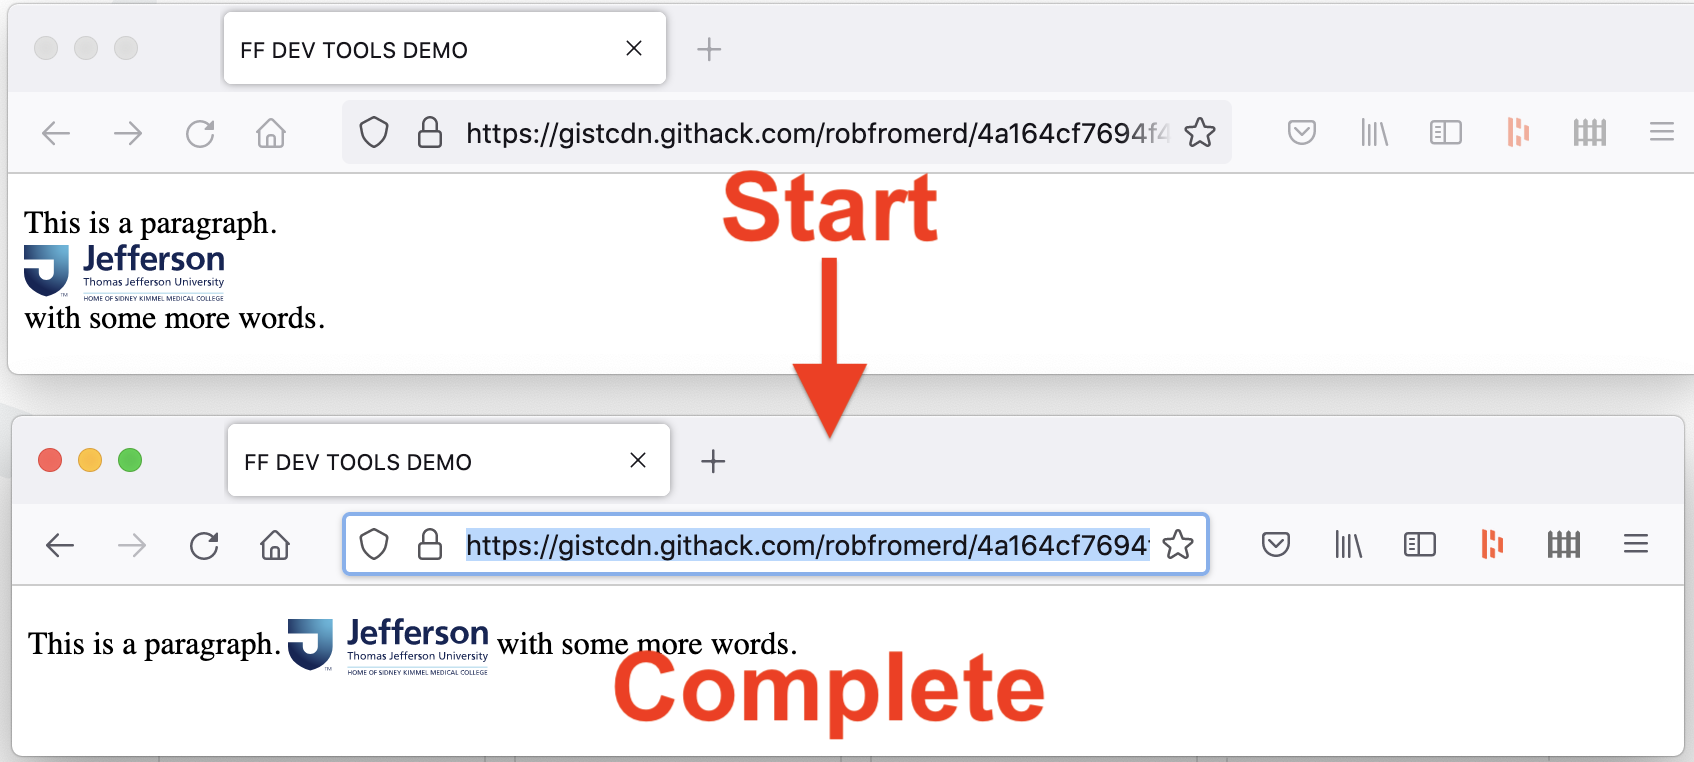 FF DEV TOOLS DEMO
https://gistcdn.githack.com/robfromerd/4a164cf7694f4
Start
This is a paragraph.
Jefferson
Thomas Jefferson University
HOME OF SIDNEY KIMMEL MEDICAL COLLEGE
with some more words.
FF DEV TOOLS DEMO
https://gistcdn.githack.com/robfromerd/4a164cf7694
This is a paragraph. Jefferson with some more words.
Thomas Jefferson University
HOME OF SIDNEY KIMMEL MEDICAL COLLEGE
Complete